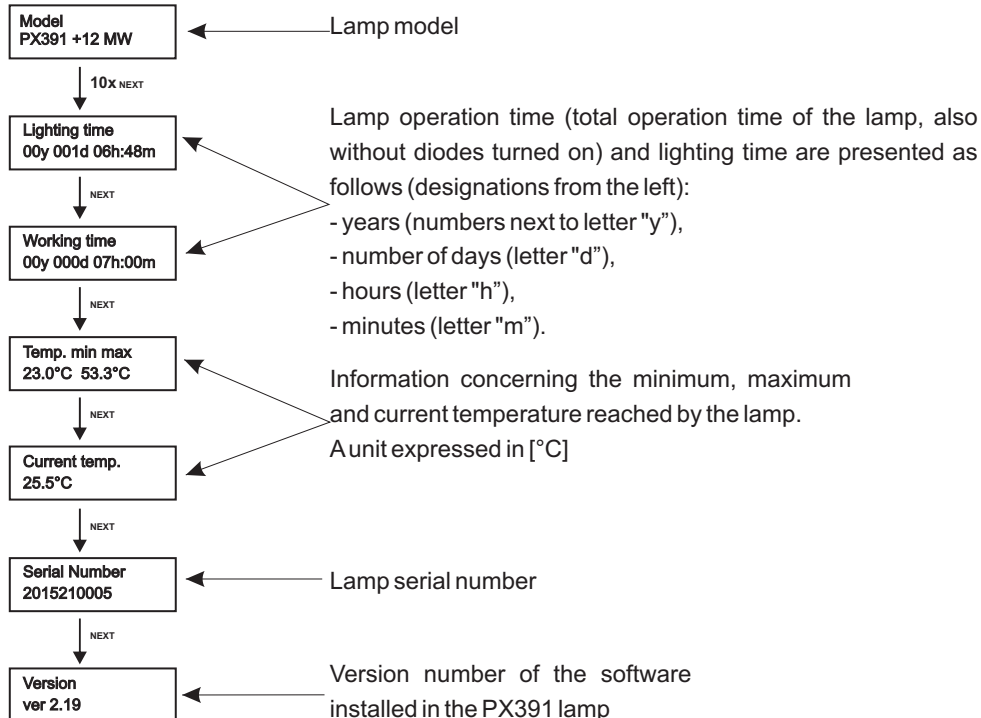 Model
PX391 +12 MW
Lamp model
10x NEXT
Lighting time
00y 001d 06h:48m
Lamp operation time (total operation time of the lamp, also
without diodes turned on) and lighting time are presented as
follows (designations from the left):
- years (numbers next to letter "y”),
- number of days (letter "d”),
- hours (letter "h”),
- minutes (letter "m”).
NEXT
Working time
00y 000d 07h:00m
NEXT
Temp. min max
23.0°C 53.3°C
Information concerning the minimum, maximum
and current temperature reached by the lamp.
A unit expressed in [°C]
NEXT
Current temp.
25.5°C
NEXT
Serial Number
2015210005
Lamp serial number
NEXT
Version
ver 2.19
Version number of the software
installed in the PX391 lamp